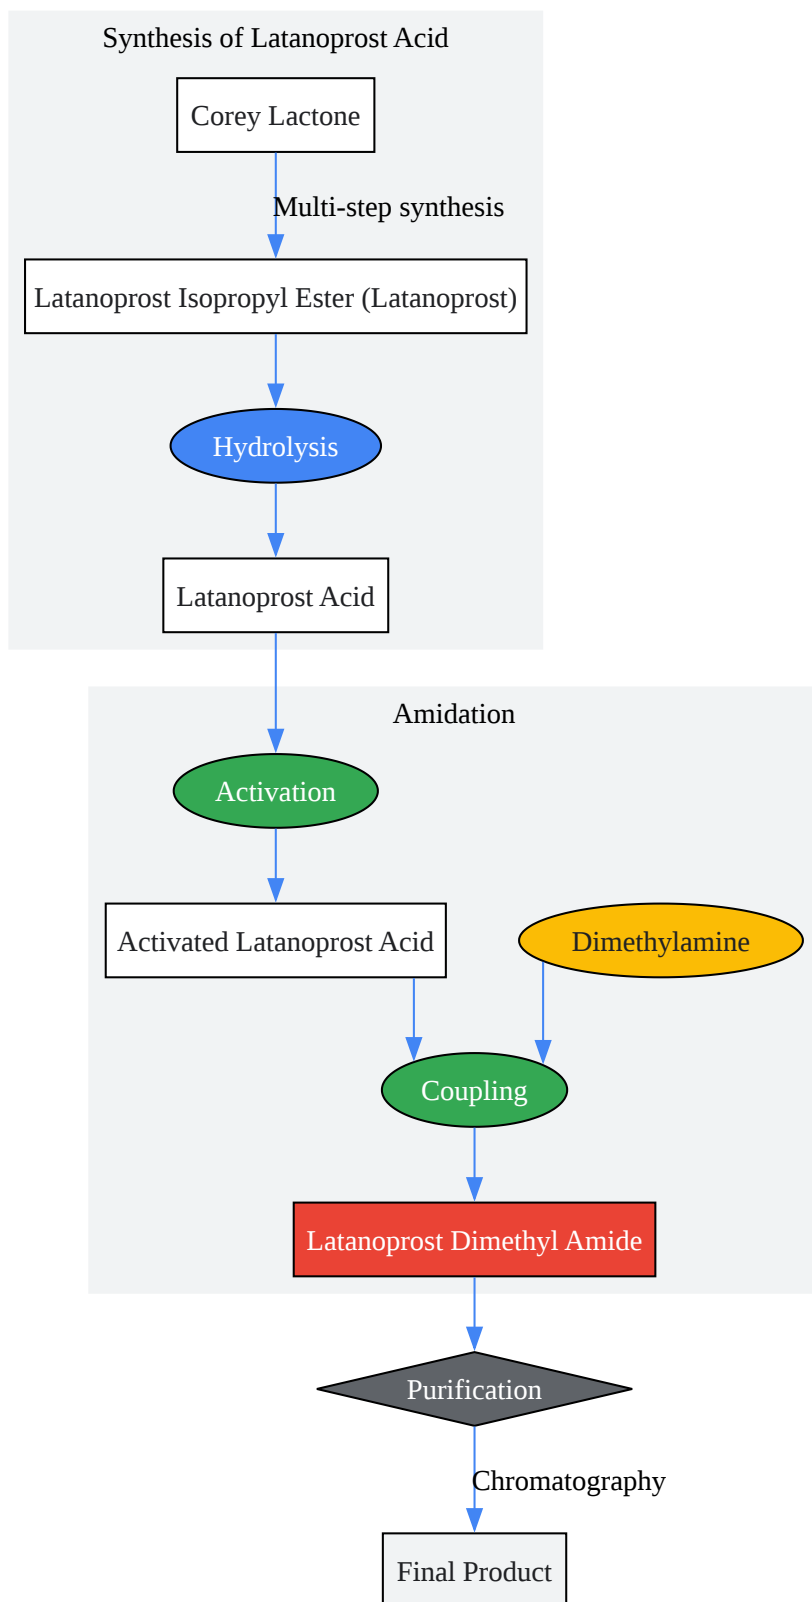 Synthesis of Latanoprost Acid
Corey Lactone
Multi-step synthesis
Latanoprost Isopropyl Ester (Latanoprost)
Hydrolysis
Latanoprost Acid
Amidation
Activation
Activated Latanoprost Acid
Dimethylamine
Coupling
Latanoprost Dimethyl Amide
Purification
Chromatography
Final Product